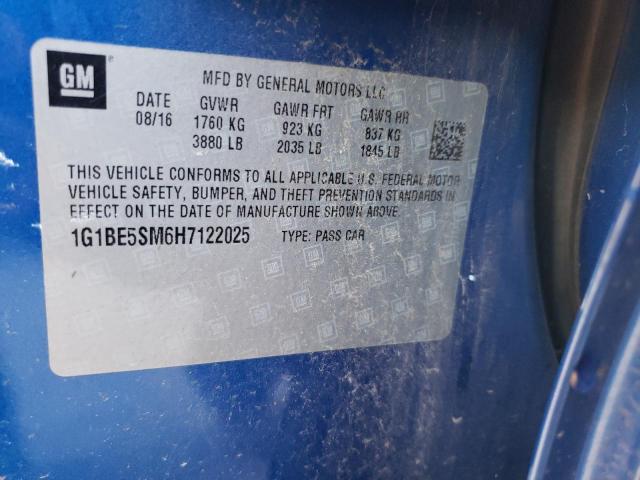 GM
MFD BY GENERAL MOTORS LLC
DATE GVWR GAWR FRT GAWR RR
08/16 1760 KG 923 KG 837 KG
3880 LB 2035 LB 1845 LB
THIS VEHICLE CONFORMS TO ALL APPLICABLE U.S. FEDERAL MOTOR
VEHICLE SAFETY, BUMPER, AND THEFT PREVENTION STANDARDS IN
EFFECT ON THE DATE OF MANUFACTURE SHOWN ABOVE.
1G1BE5SM6H7122025 TYPE: PASS CAR